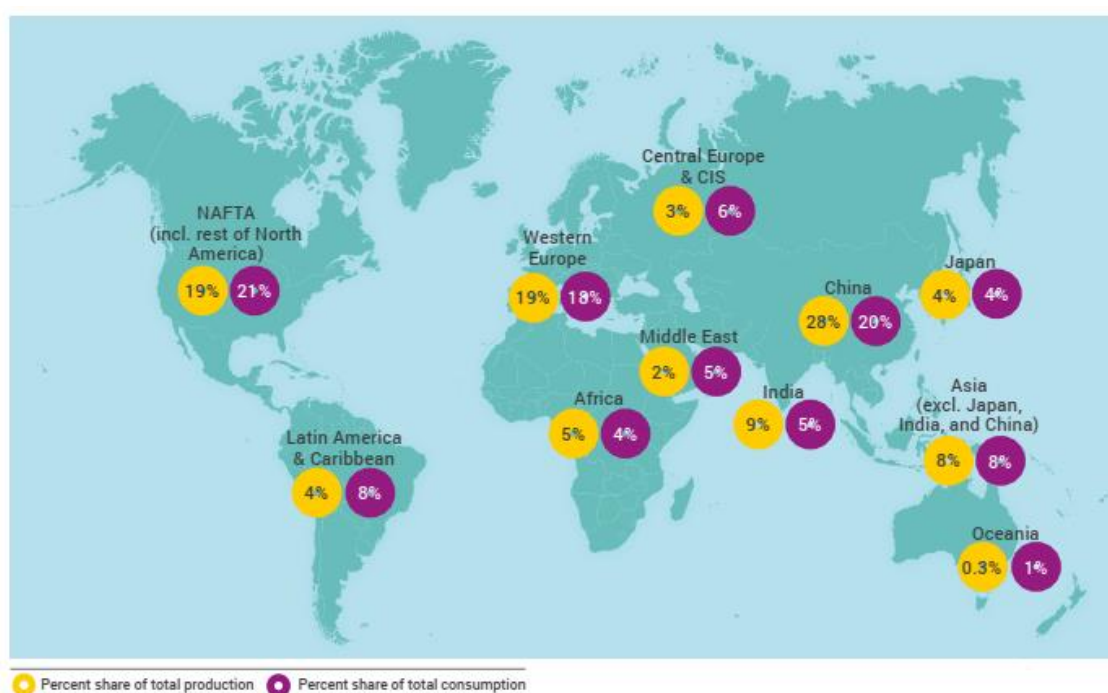 Central Europe
& CIS
3% 6%
NAFTA
(incl. rest of North
America)
19% 21%
Western
Europe
19% 18%
Japan
4% 4%
China
28% 20%
Middle East
2% 5%
India
9% 5%
Africa
5% 4%
Asia
(excl. Japan,
India, and China)
8% 8%
Latin America
& Caribbean
4% 8%
Oceania
0.3% 1%
Percent share of total production Percent share of total consumption